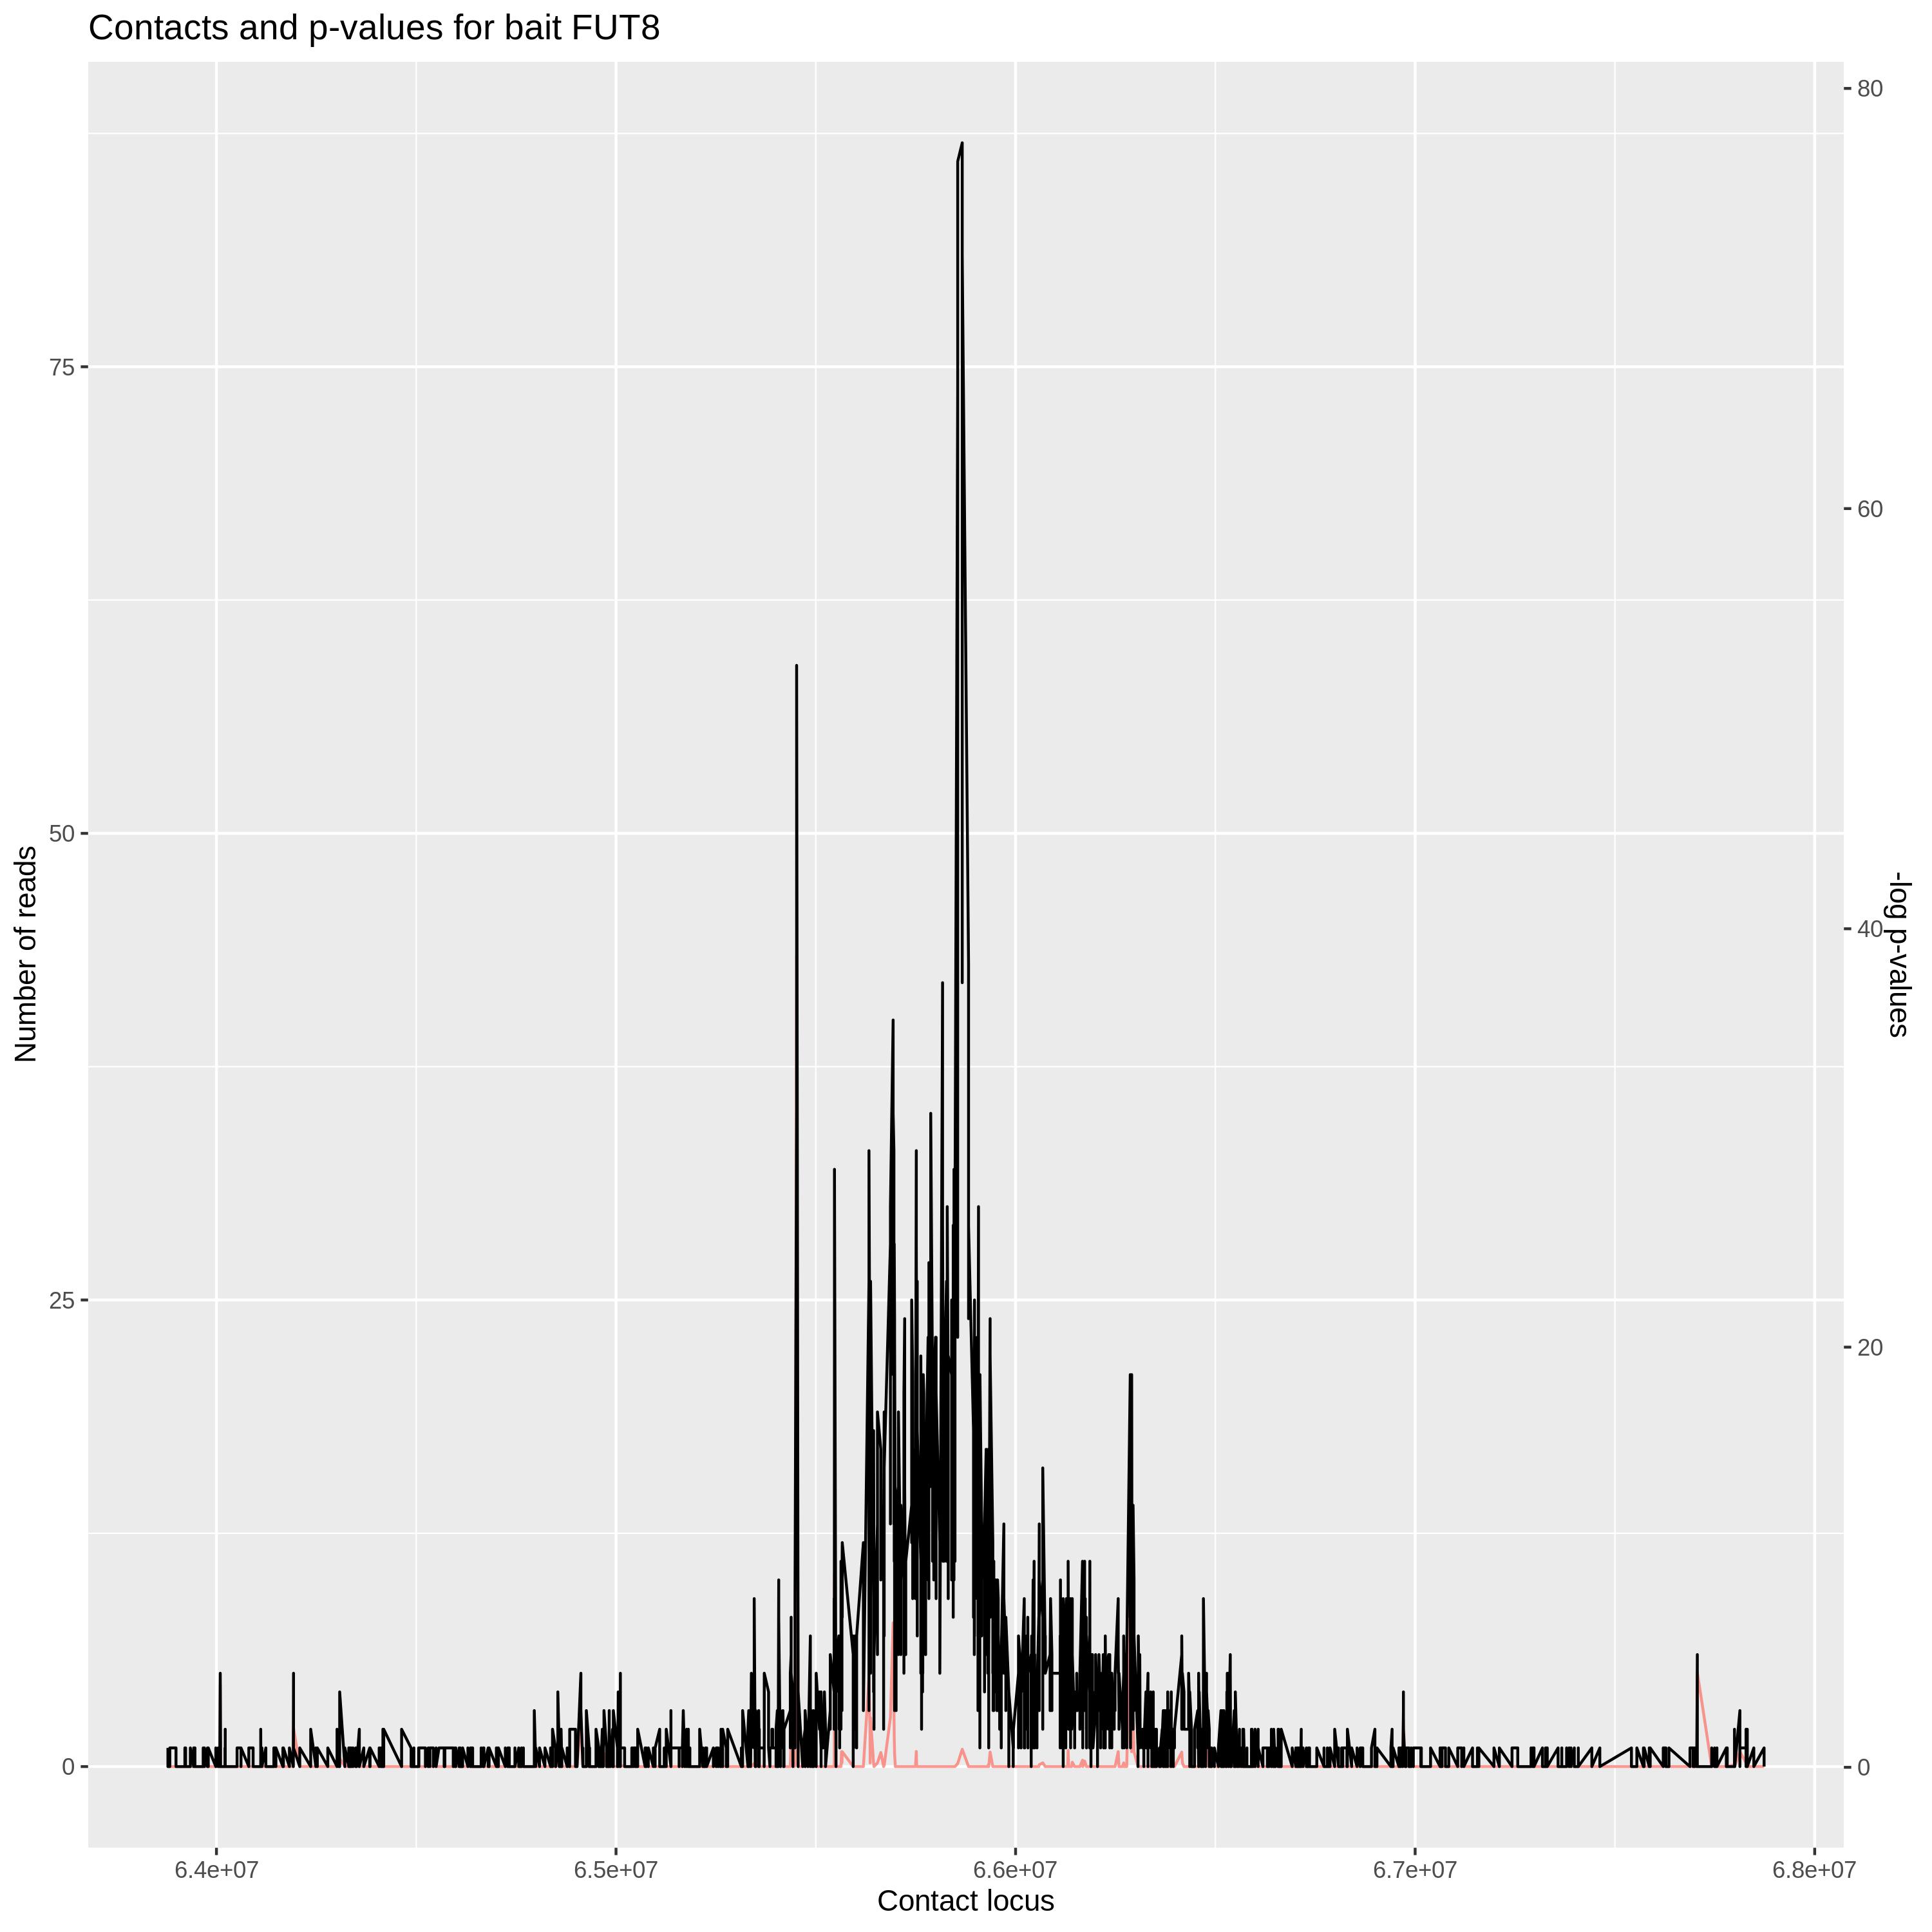 Contacts and p-values for bait FUT8
80
75
60
50
40
25
20
0
0
Number of reads
-log p-values
6.4e+07
6.5e+07
6.6e+07
6.7e+07
6.8e+07
Contact locus